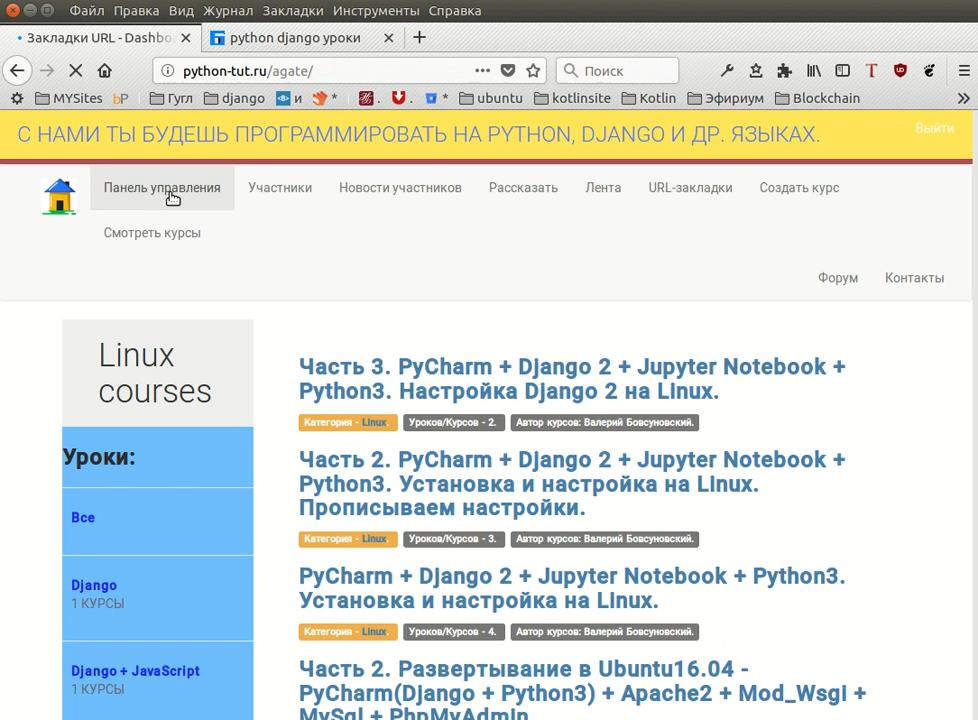 Файл Правка Вид Журнал Закладки Инструменты Справка
Закладки URL - Dashbo
python django уроки
python-tut.ru/agate/
Поиск
MYSites bP Гугл django и * . . * ubuntu kotlinsite Kotlin Эфириум Blockchain
С НАМИ ТЫ БУДЕШЬ ПРОГРАММИРОВАТЬ НА PYTHON, DJANGO И ДР. ЯЗЫКАХ.
Выйти
Панель управления Участники Новости участников Рассказать Лента URL-закладки Создать курс
Смотреть курсы
Форум Контакты
Linux
courses
Уроки:
Все
Django
1 КУРСЫ
Django + JavaScript
1 КУРСЫ
Часть 3. PyCharm + Django 2 + Jupyter Notebook +
Python3. Настройка Django 2 на Linux.
Категория - Linux. Уроков/Курсов - 2. Автор курсов: Валерий Бовсуновский.
Часть 2. PyCharm + Django 2 + Jupyter Notebook +
Python3. Установка и настройка на Linux.
Прописываем настройки.
Категория - Linux. Уроков/Курсов - 3. Автор курсов: Валерий Бовсуновский.
PyCharm + Django 2 + Jupyter Notebook + Python3.
Установка и настройка на Linux.
Категория - Linux. Уроков/Курсов - 4. Автор курсов: Валерий Бовсуновский.
Часть 2. Развертывание в Ubuntu16.04 -
PyCharm(Django + Python3) + Apache2 + Mod_WsgI +
MySql + PhpMyAdmin